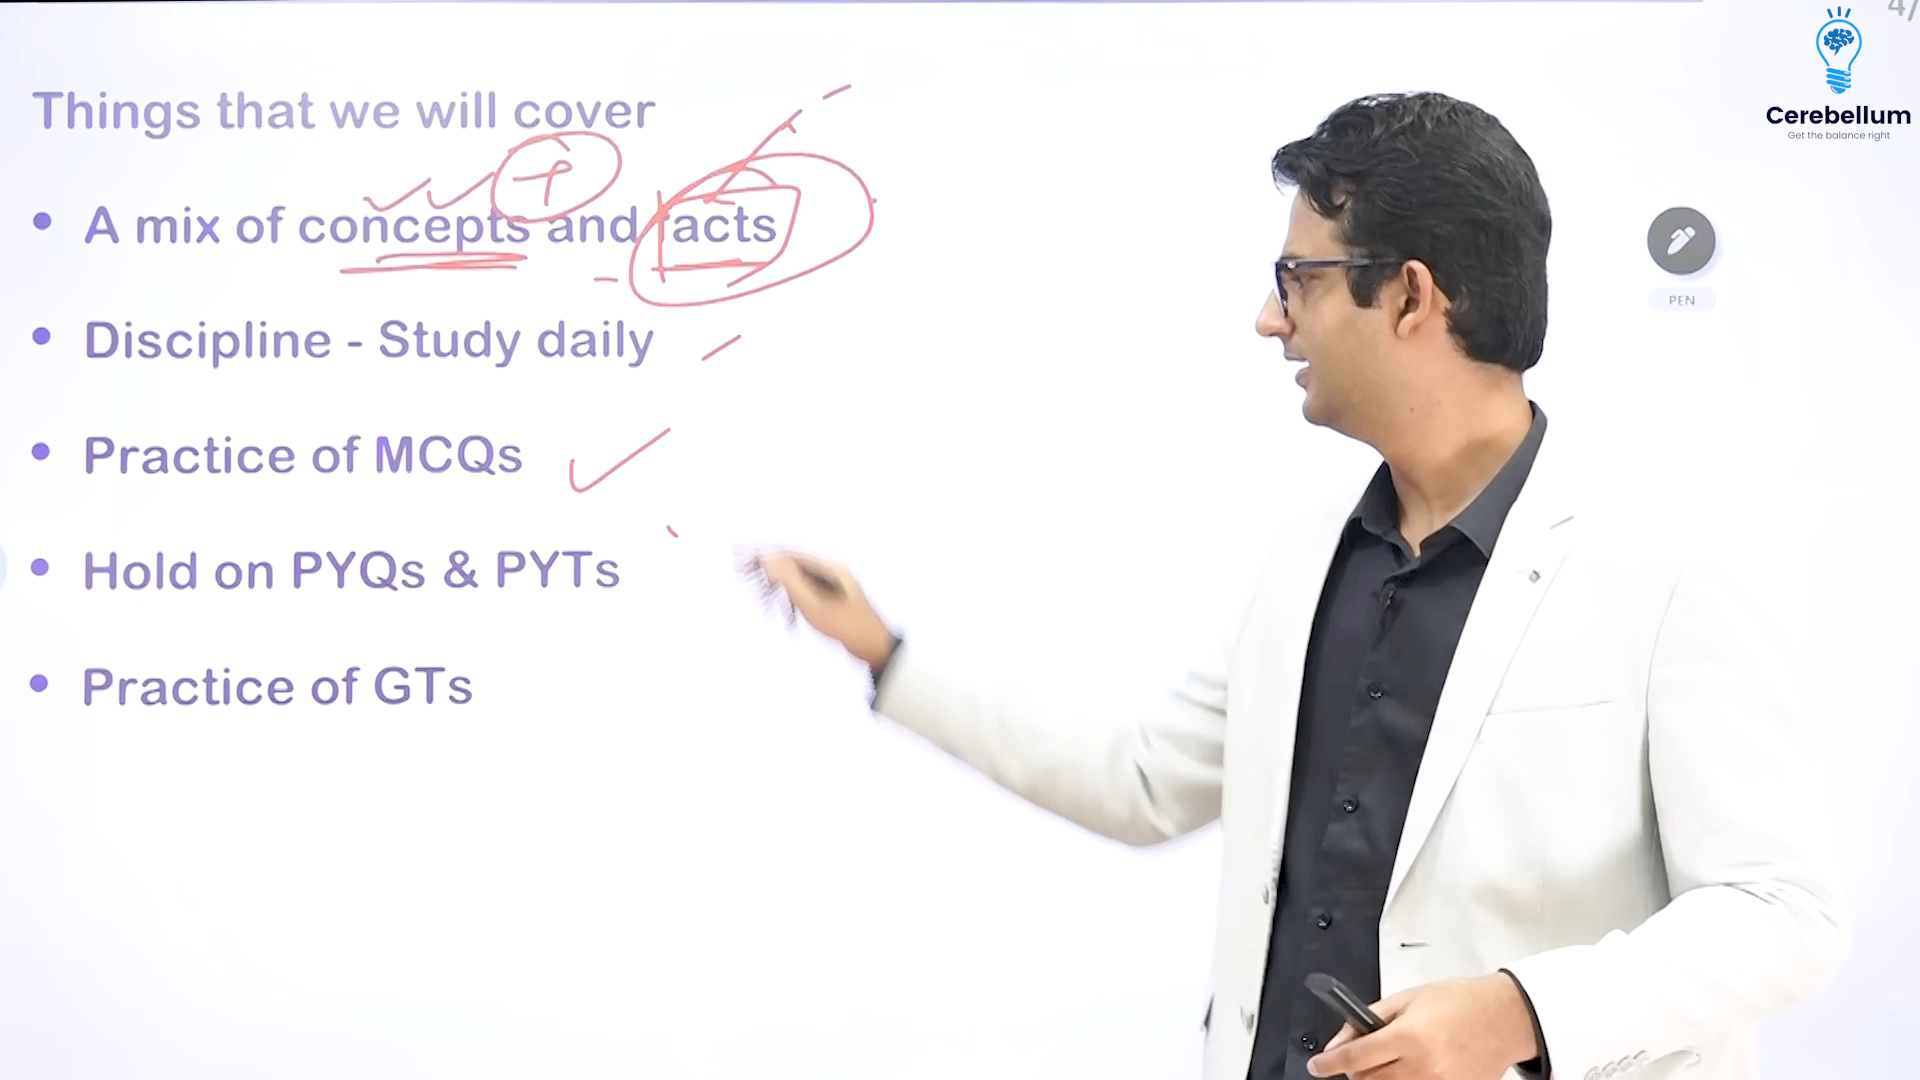 Things that we will cover
• A mix of concepts and facts
• Discipline - Study daily
• Practice of MCQs
• Hold on PYQs & PYTs
• Practice of GTs
4/
Cerebellum
Get the balance right
PEN